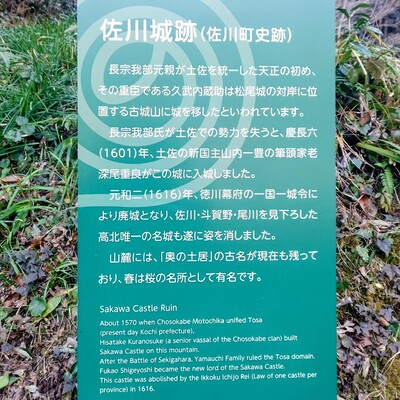 佐川城跡(佐川町史跡)
長宗我部元親が土佐を統一した天正の初め、
その重臣である久武内蔵助は松尾城の対岸に位
置する古城山に城を移したといわれています。
長宗我部氏が土佐での勢力を失うと、慶長六
(1601)年、土佐の新国主山内一豊の筆頭家老
深尾重良がこの城に入城しました。
元和二(1616)年、徳川幕府の一国一城令に
より廃城となり、佐川・斗賀野・尾川を見下ろした
高北唯一の名城も遂に姿を消しました。
山麓には、「奥の土居」の古名が現在も残って
おり、春は桜の名所として有名です。
Sakawa Castle Ruin
About 1570 when Chosokabe Motochika unified Tosa
(present day Kochi prefecture),
Hisatake Kuranosuke (a senior vassal of the Chosokabe clan) built
Sakawa Castle on this mountain.
After the Battle of Sekigahara, Yamauchi Family ruled the Tosa domain.
Fukao Shigeyoshi became the new lord of the Sakawa Castle.
This castle was abolished by the Ikkoku Ichijo Rei (Law of one castle per
province) in 1616.